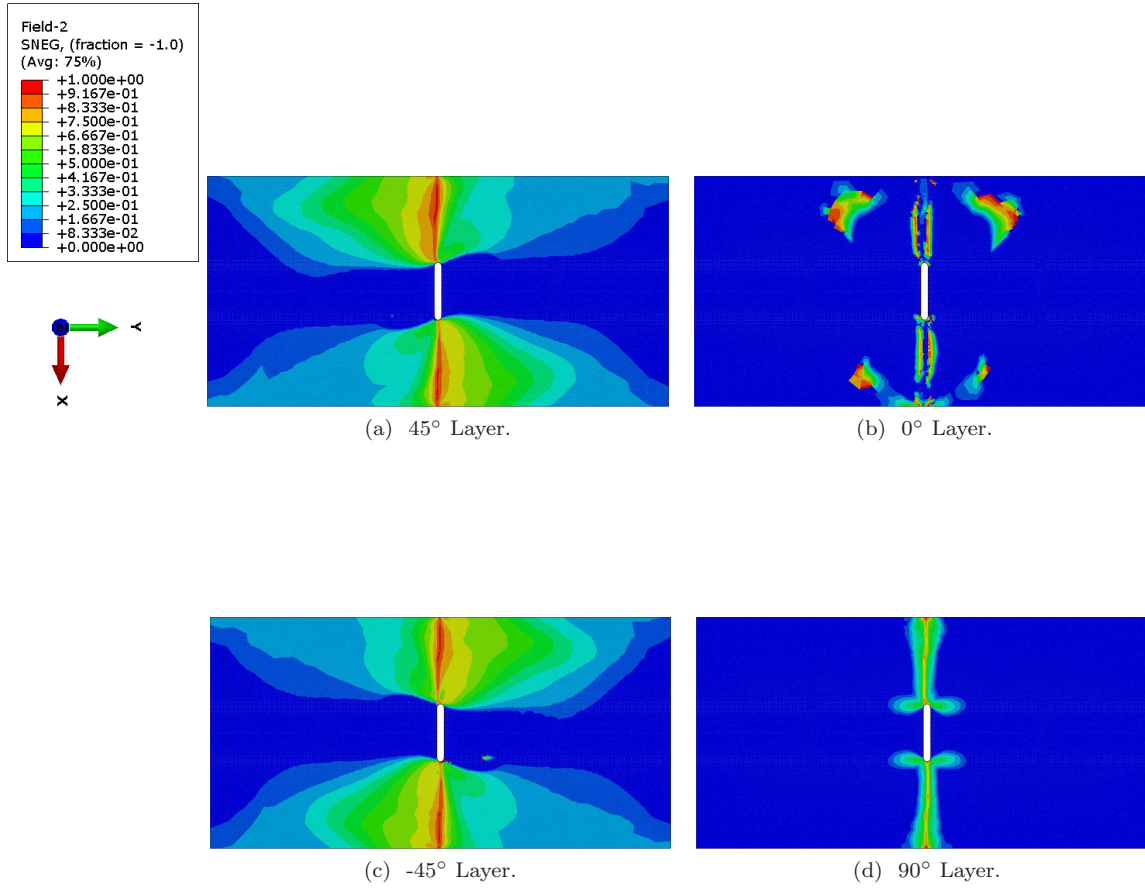 Field-2
SNEG, (fraction = -1.0)
(Avg: 75%)
+1.000e+00
+9.167e-01
+8.333e-01
+7.500e-01
+6.667e-01
+5.833e-01
+5.000e-01
+4.167e-01
+3.333e-01
+2.500e-01
+1.667e-01
+8.333e-02
+0.000e+00
Z
Y
X
(a) 45° Layer.
(b) 0° Layer.
(c) -45° Layer.
(d) 90° Layer.